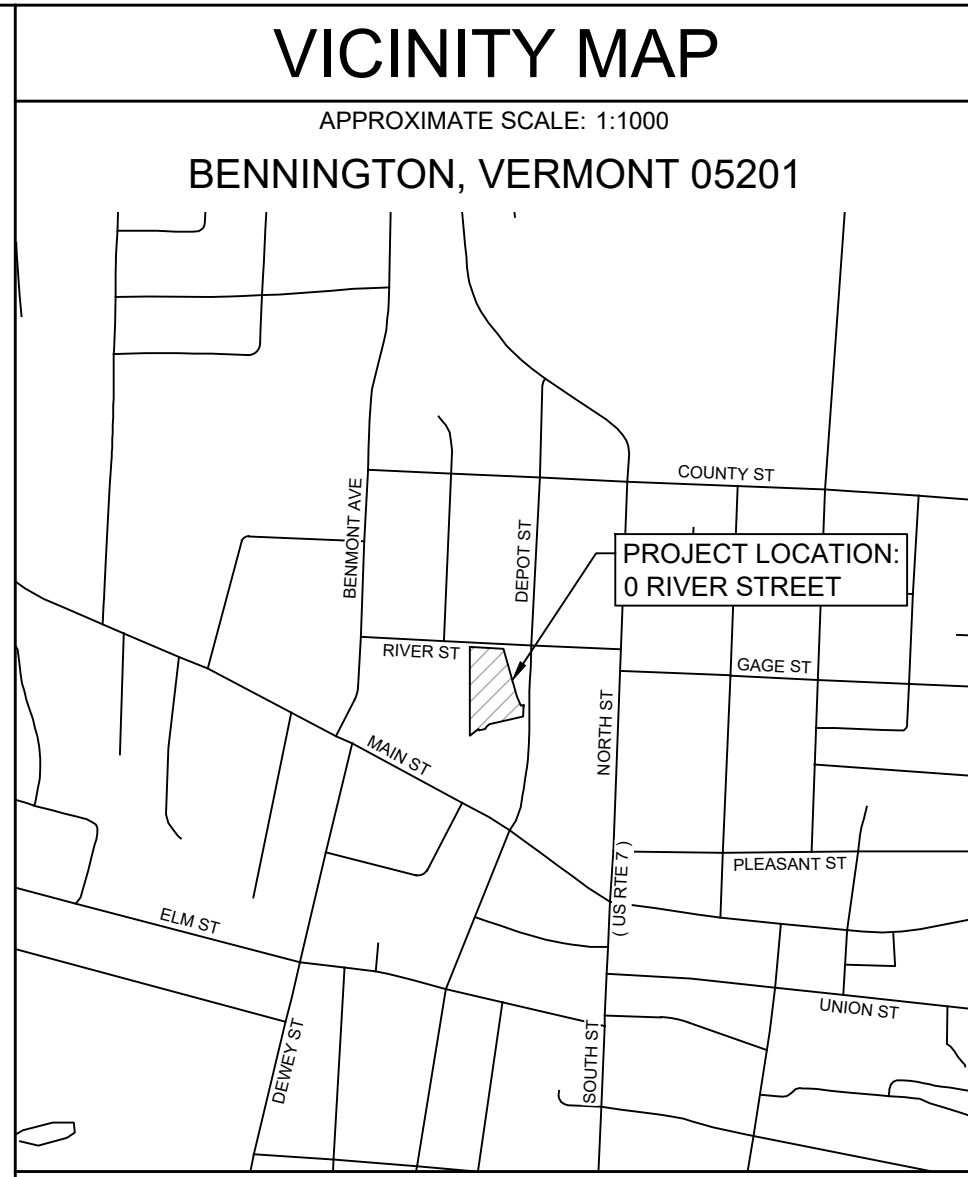 VICINITY MAP
APPROXIMATE SCALE: 1:1000
BENNINGTON, VERMONT 05201
COUNTY ST
BENMONT AVE
DEPOT ST
PROJECT LOCATION:
0 RIVER STREET
RIVER ST
GAGE ST
NORTH ST
MAIN ST
( US RTE 7 )
PLEASANT ST
ELM ST
UNION ST
DEWEY ST
SOUTH ST